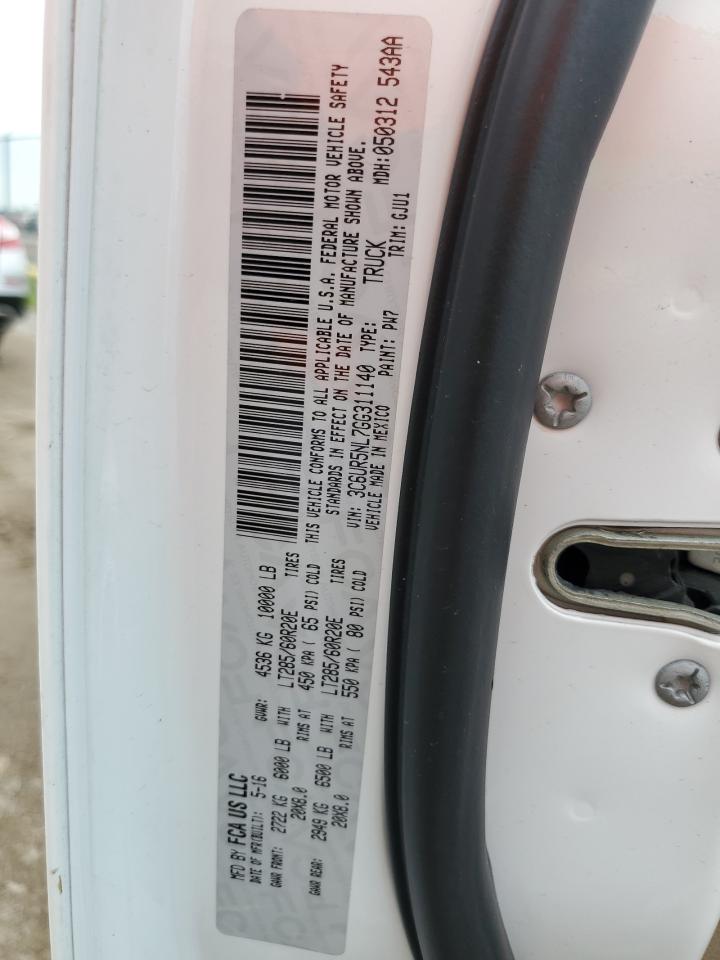 MFD BY FCA US LLC
DATE OF MFR(BUILT): 5-16 GVWR: 4536 KG 10000 LB
GAWR FRONT: 2722 KG 6000 LB WITH LT285/60R20E TIRES
20X8.0 RIMS AT 450 KPA ( 65 PSI) COLD
GAWR REAR: 2949 KG 6500 LB WITH LT285/60R20E TIRES
20X8.0 RIMS AT 550 KPA ( 80 PSI) COLD
THIS VEHICLE CONFORMS TO ALL APPLICABLE U.S.A. FEDERAL MOTOR VEHICLE SAFETY
STANDARDS IN EFFECT ON THE DATE OF MANUFACTURE SHOWN ABOVE.
VIN: 3C6UR5NL7GG311140 TYPE: TRUCK MDH:050312 543AA
VEHICLE MADE IN MEXICO PAINT: PW7 TRIM: GJU1